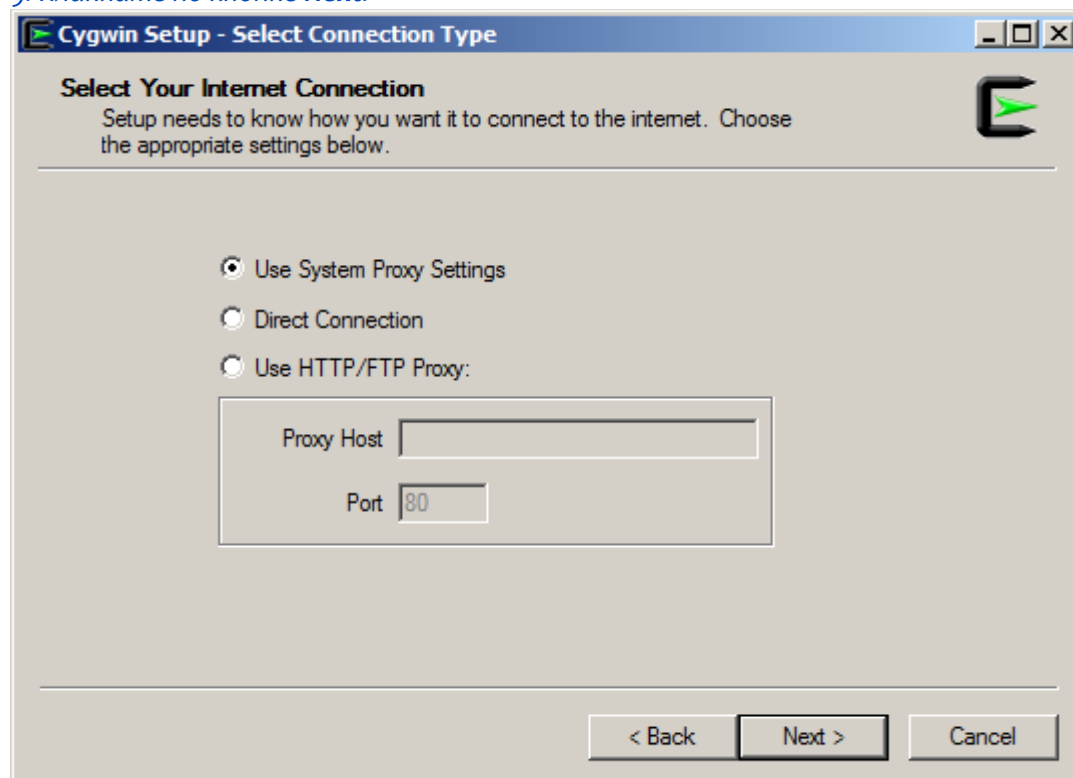 Cygwin Setup - Select Connection Type
Select Your Internet Connection
Setup needs to know how you want it to connect to the internet. Choose
the appropriate settings below.
Use System Proxy Settings
Direct Connection
Use HTTP/FTP Proxy:
Proxy Host
Port 80
< Back Next > Cancel